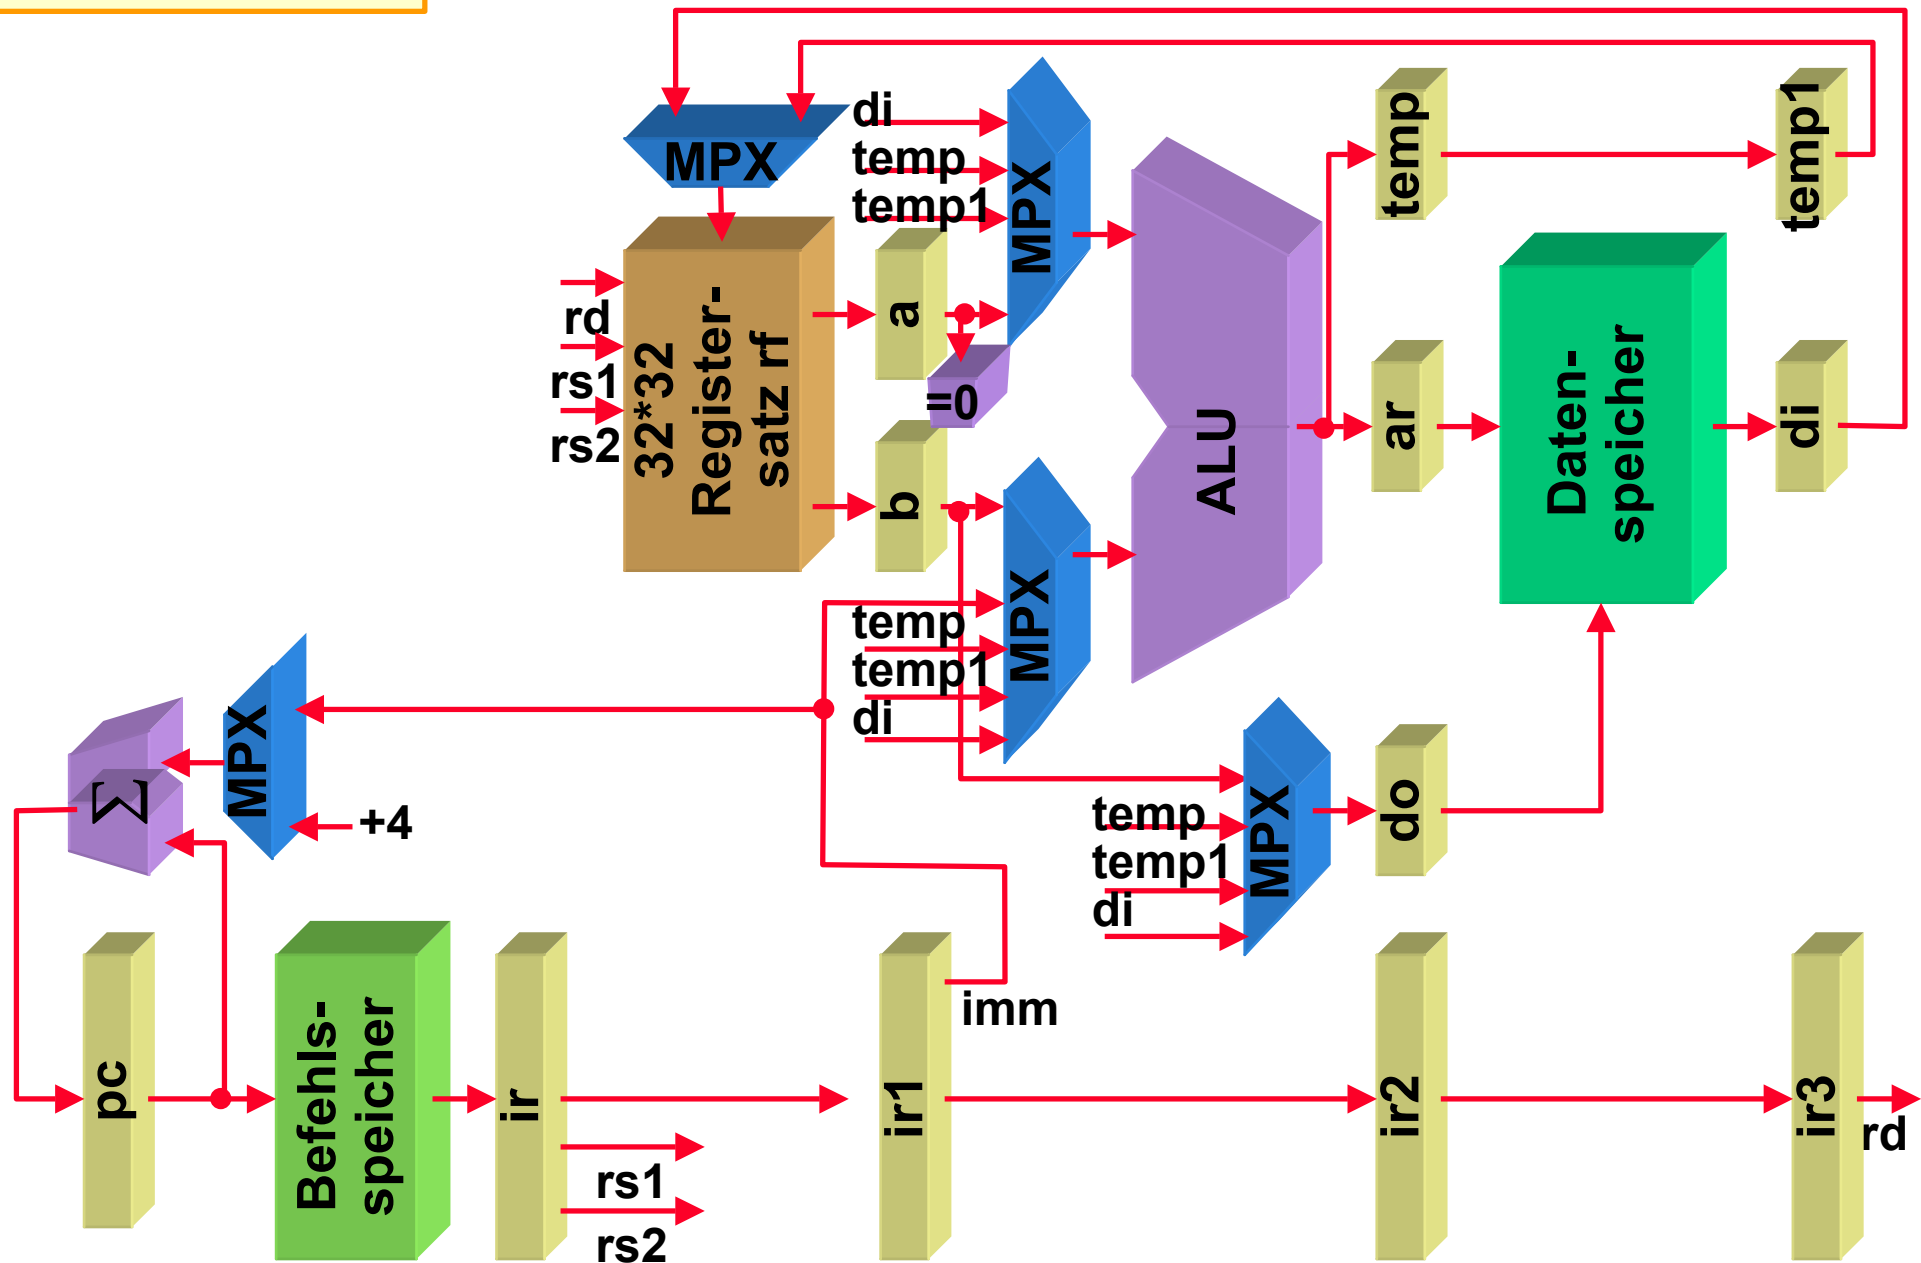 MPX
di
temp
temp1
MPX
temp
temp1
rd
rs1
rs2
32*32
Register-
satz rf
a
=0
b
ALU
ar
Daten-
speicher
di
temp
temp1
di
MPX
MPX
Σ
+4
temp
temp1
di
MPX
do
pc
Befehls-
speicher
ir
rs1
rs2
ir1
imm
ir2
ir3
rd